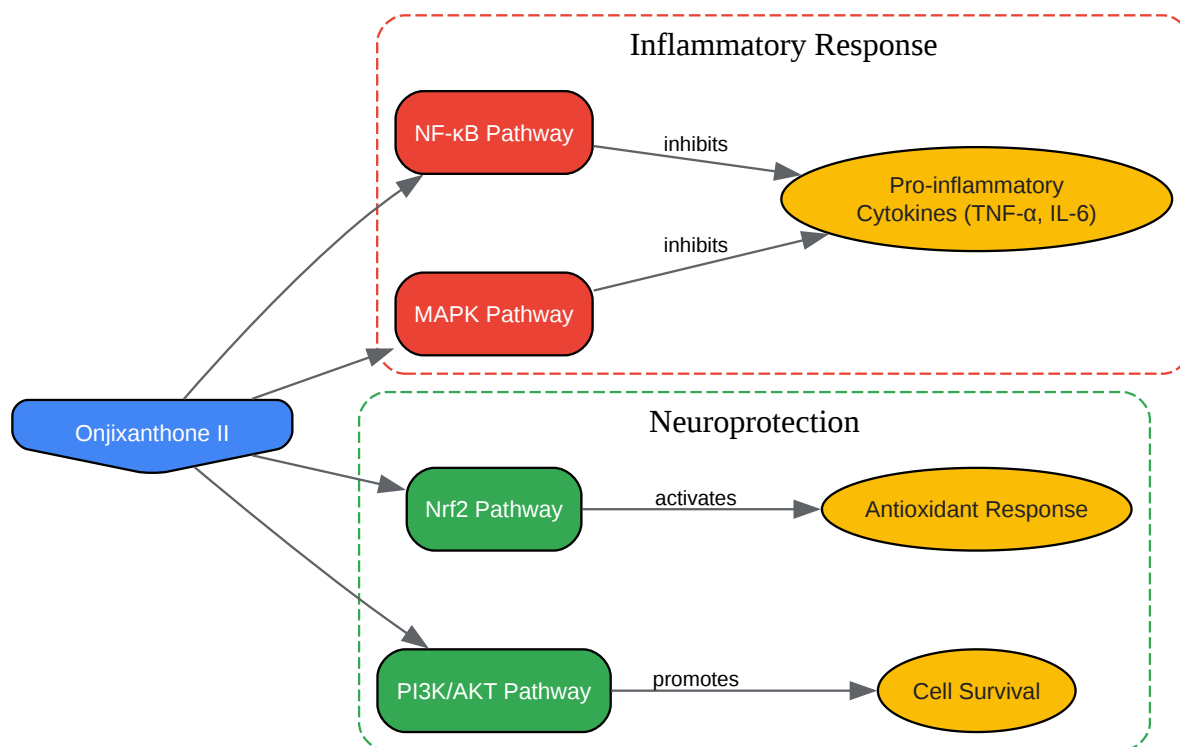 Inflammatory Response
NF-κB Pathway
inhibits
Pro-inflammatory
Cytokines (TNF-α, IL-6)
inhibits
MAPK Pathway
Onjixanthone II
Neuroprotection
Nrf2 Pathway
activates
Antioxidant Response
PI3K/AKT Pathway
promotes
Cell Survival